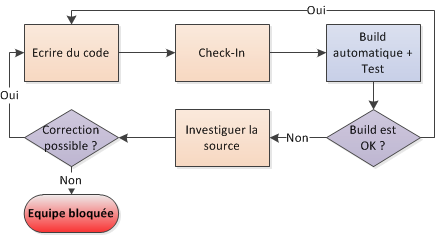 Oui
Ecrire du code
Check-In
Build
automatique +
Test
Oui
Correction
possible ?
Investiguer la
source
Non
Build est
OK ?
Non
Equipe bloquée